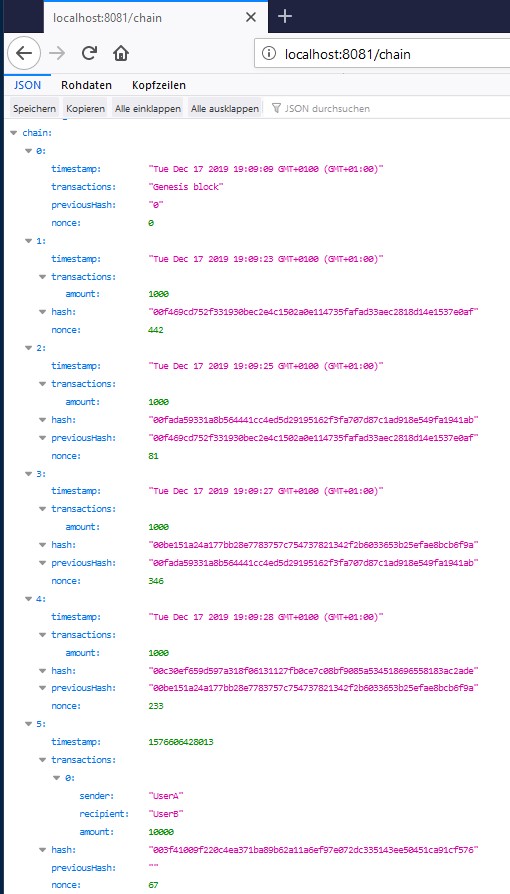 localhost:8081/chain
localhost:8081/chain
JSON Rohdaten Kopfzeilen
Speichern Kopieren Alle einklappen Alle ausklappen JSON durchsuchen
chain:
0:
timestamp: "Tue Dec 17 2019 19:09:09 GMT+0100 (GMT+01:00)"
transactions: "Genesis block"
previousHash: "0"
nonce: 0
1:
timestamp: "Tue Dec 17 2019 19:09:23 GMT+0100 (GMT+01:00)"
transactions:
amount: 1000
hash: "00f469cd752f331930bec2e4c1502a0e114735fafad33aec2818d14e1537e0af"
nonce: 442
2:
timestamp: "Tue Dec 17 2019 19:09:25 GMT+0100 (GMT+01:00)"
transactions:
amount: 1000
hash: "00fada59331a8b564441cc4ed5d29195162f3fa707d87c1ad918e549fa1941ab"
previousHash: "00f469cd752f331930bec2e4c1502a0e114735fafad33aec2818d14e1537e0af"
nonce: 81
3:
timestamp: "Tue Dec 17 2019 19:09:27 GMT+0100 (GMT+01:00)"
transactions:
amount: 1000
hash: "00be151a24a177bb28e7783757c754737821342f2b6033653b25efae8bcb6f9a"
previousHash: "00fada59331a8b564441cc4ed5d29195162f3fa707d87c1ad918e549fa1941ab"
nonce: 346
4:
timestamp: "Tue Dec 17 2019 19:09:28 GMT+0100 (GMT+01:00)"
transactions:
amount: 1000
hash: "00c30ef659d597a318f06131127fb0ce7c08bf9085a534518696558183ac2ade"
previousHash: "00be151a24a177bb28e7783757c754737821342f2b6033653b25efae8bcb6f9a"
nonce: 233
5:
timestamp: 1576606428013
transactions:
0:
sender: "UserA"
recipient: "UserB"
amount: 10000
hash: "003f41009f220c4ea371ba89b62a11a6ef97e072dc335143ee50451ca91cf576"
previousHash: ""
nonce: 67